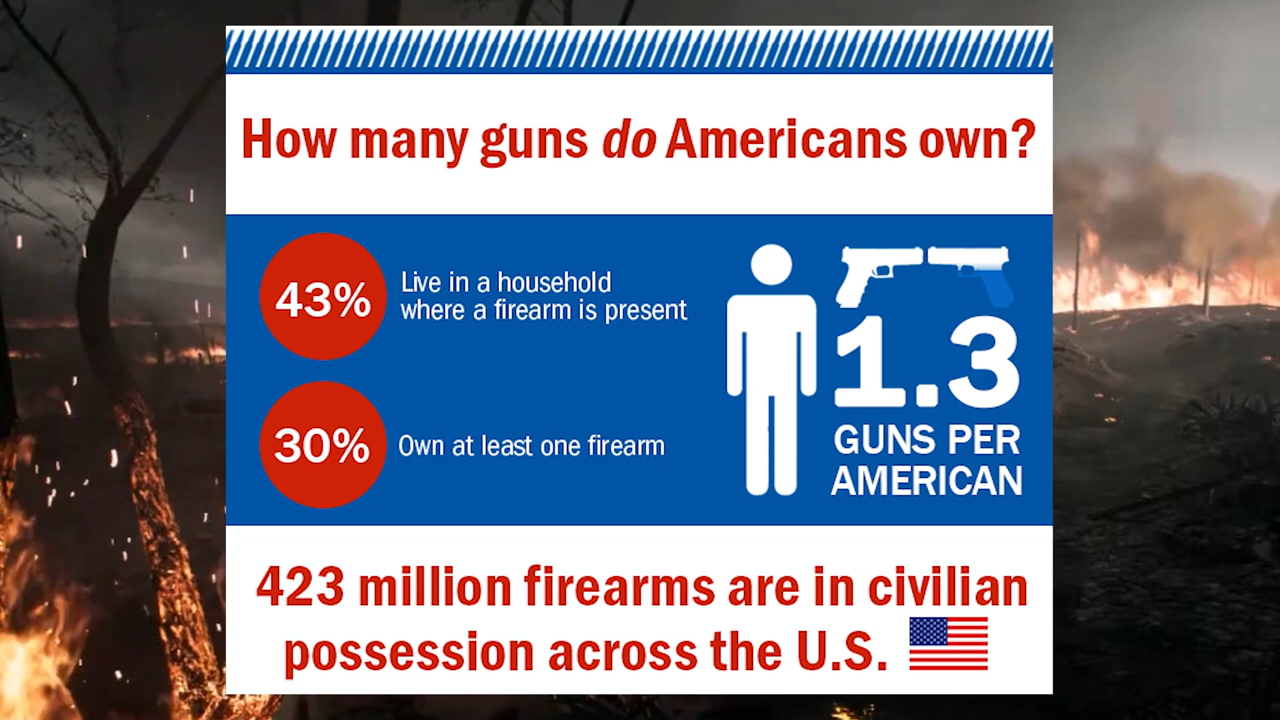 How many guns do Americans own?
43%
Live in a household
where a firearm is present
30%
Own at least one firearm
1.3
GUNS PER
AMERICAN
423 million firearms are in civilian
possession across the U.S.